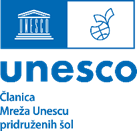 unesco
Članica
Mreža Unescu
pridruženih šol